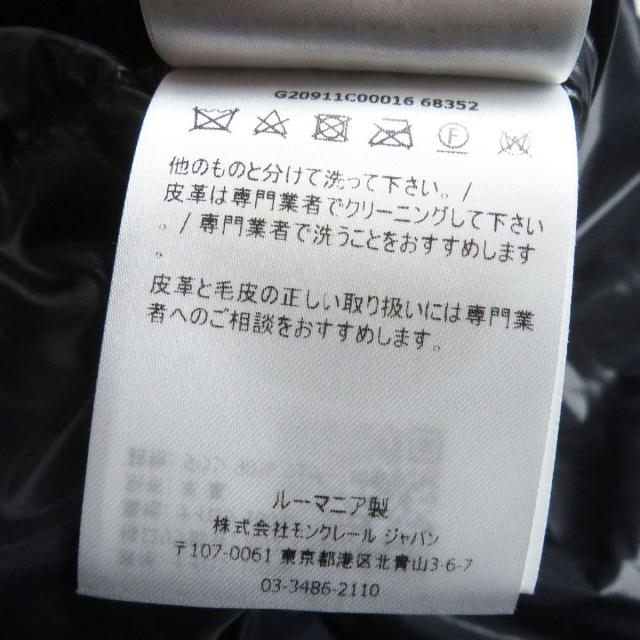 G20911C00016 68352
F W
他のものと分けて洗って下さい。/
皮革は専門業者でクリーニングして下さい
。/ 専門業者で洗うことをおすすめします
。
皮革と毛皮の正しい取り扱いには専門業
者へのご相談をおすすめします。
ルーマニア製
株式会社モンクレール ジャパン
〒107-0061 東京都港区北青山3-6-7
03-3486-2110